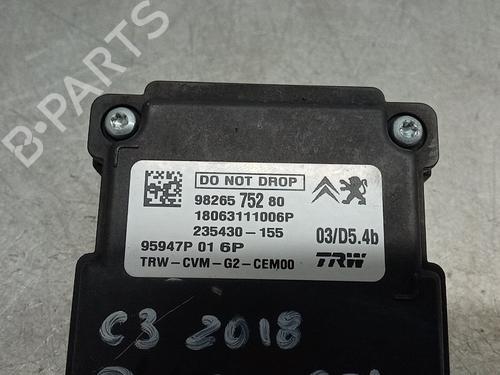 B-PARTS
DO NOT DROP
98265 752 80
18063111006P
235430-155
03/D5.4b
95947P 01 6P
TRW-CVM-G2-CEM00
TRW
C3 2018